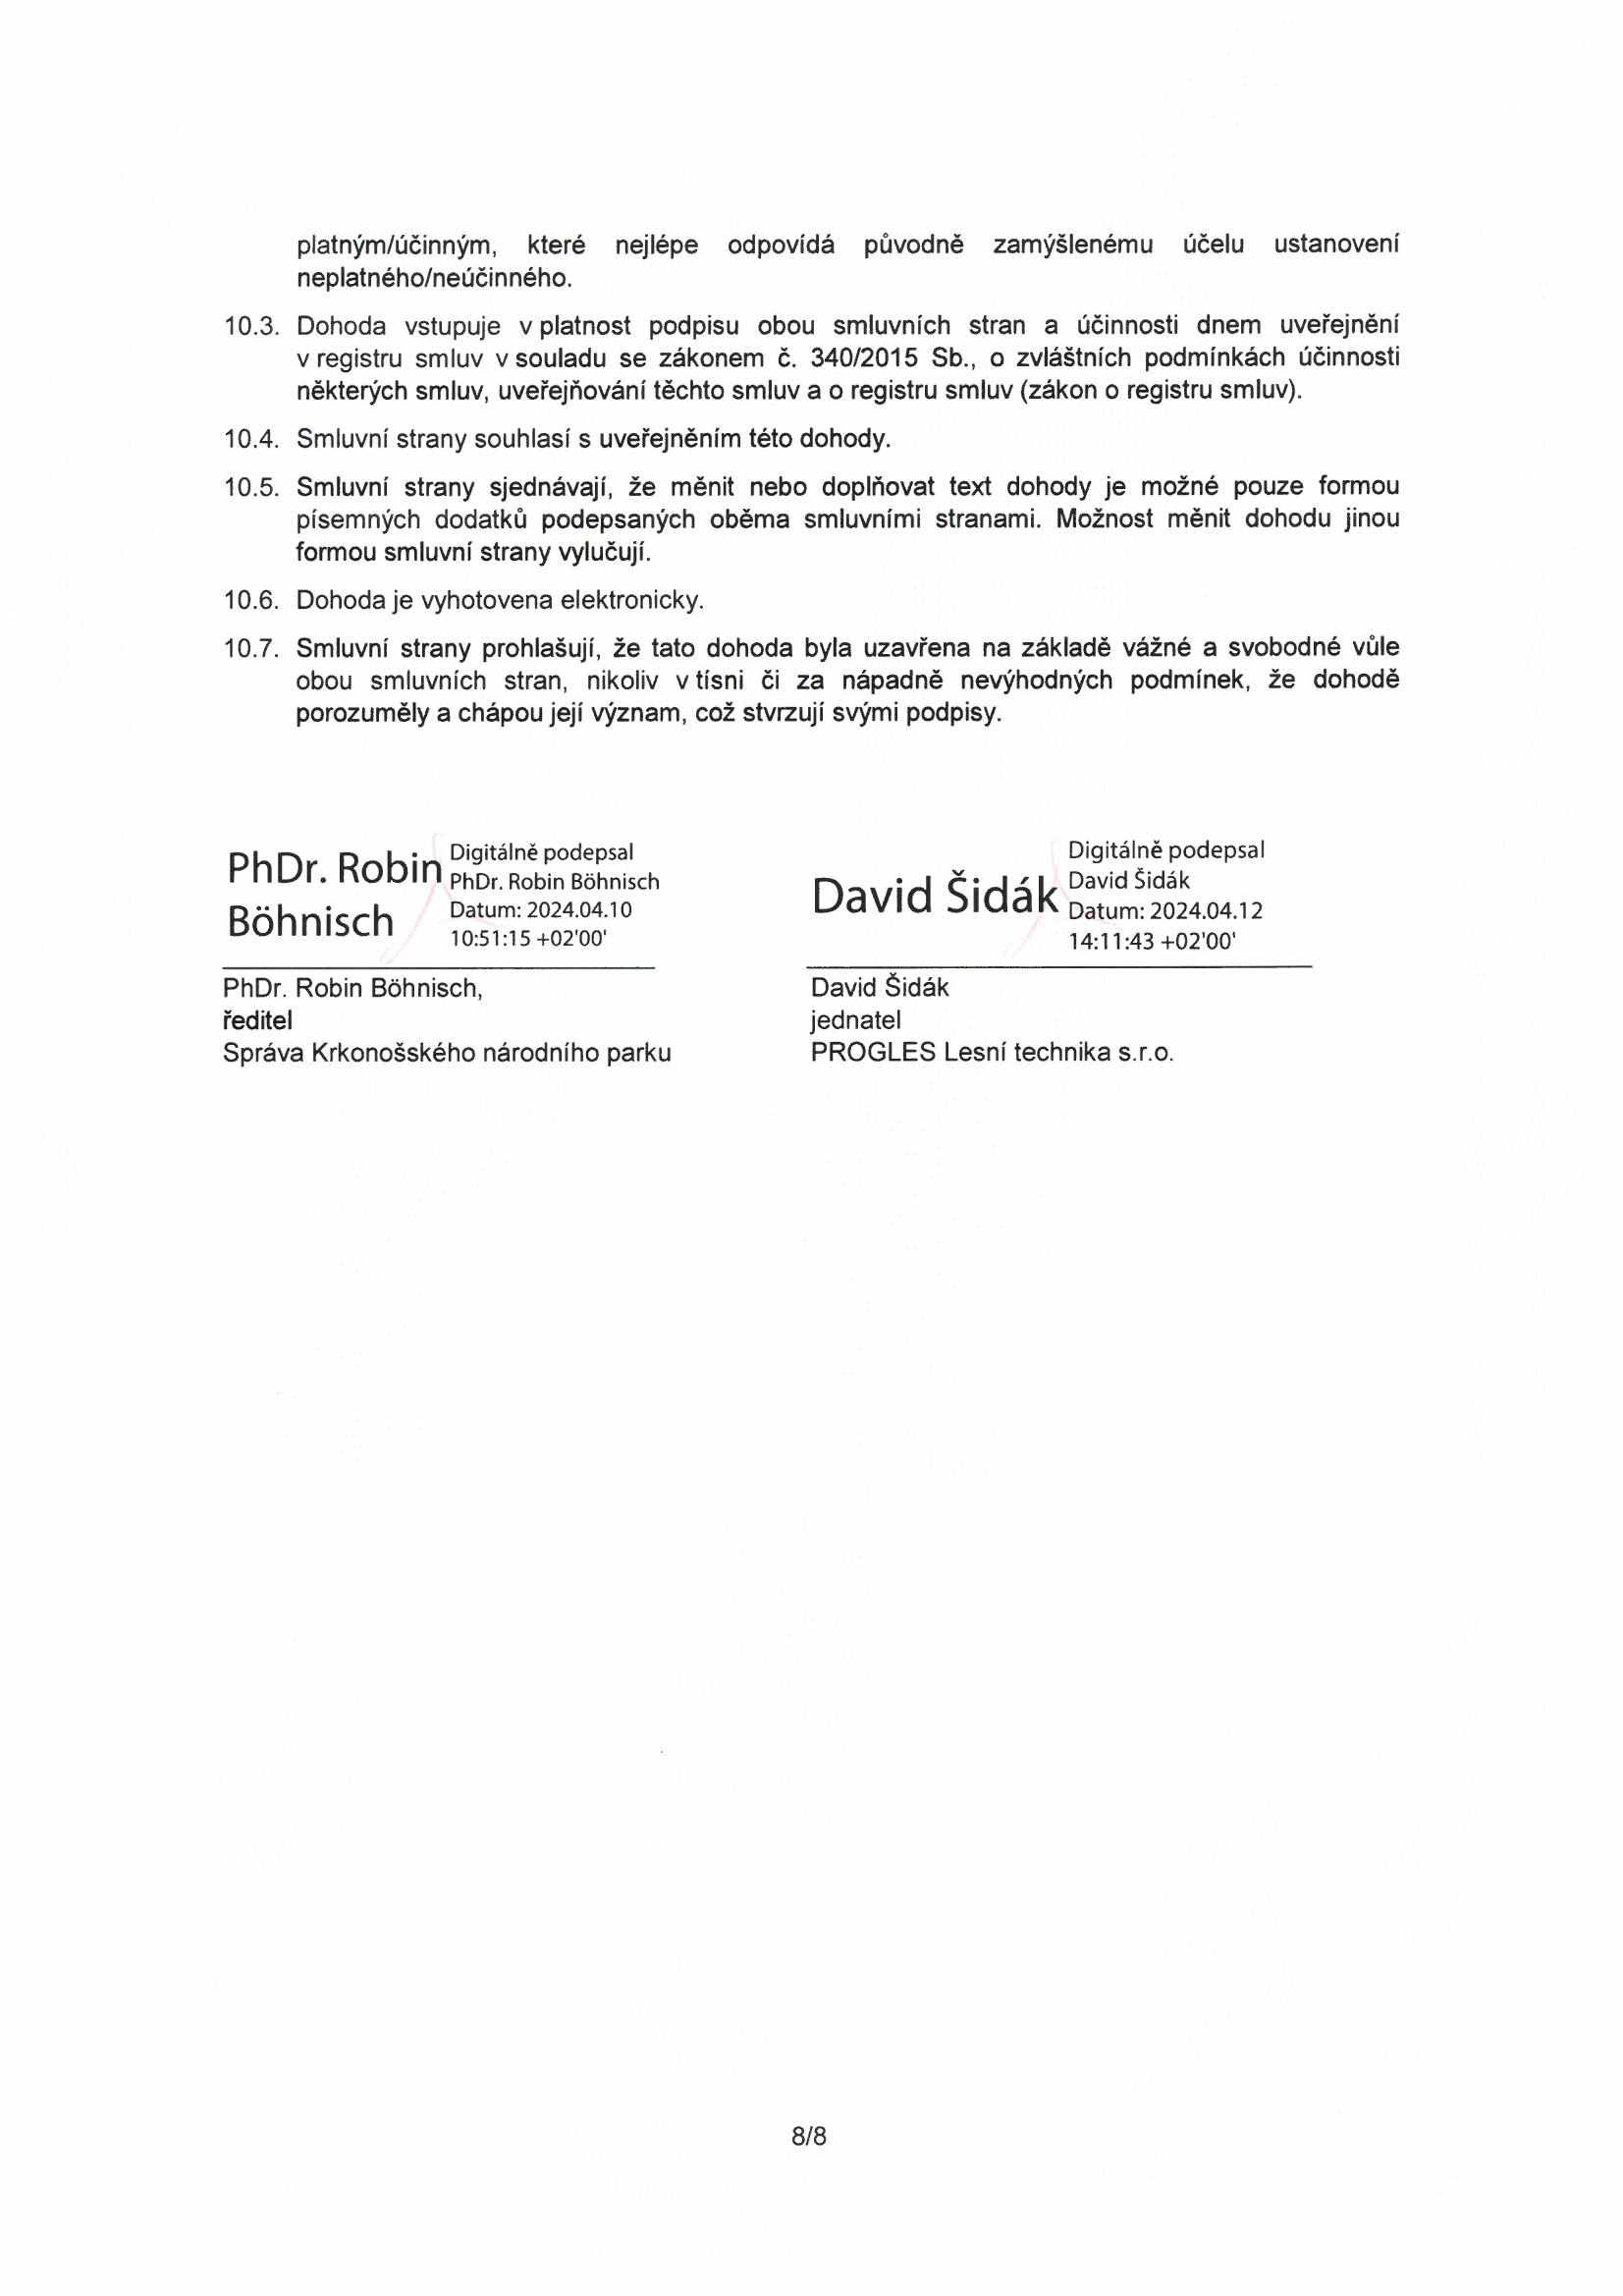 platným/účinným, které nejlépe odpovídá původně zamýšlenému účelu ustanovení
neplatného/neúčinného.
10.3. Dohoda vstupuje v platnost podpisu obou smluvních stran a účinnosti dnem uveřejnění
v registru smluv v souladu se zákonem č. 340/2015 Sb., o zvláštních podmínkách účinnosti
některých smluv, uveřejňování těchto smluv a o registru smluv (zákon o registru smluv).
10.4. Smluvní strany souhlasí s uveřejněním této dohody.
10.5. Smluvní strany sjednávají, že měnit nebo doplňovat text dohody je možné pouze formou
písemných dodatků podepsaných oběma smluvními stranami. Možnost měnit dohodu jinou
formou smluvní strany vylučují.
10.6. Dohoda je vyhotovena elektronicky.
10.7. Smluvní strany prohlašují, že tato dohoda byla uzavřena na základě vážné a svobodné vůle
obou smluvních stran, nikoliv v tísni či za nápadně nevýhodných podmínek, že dohodě
porozuměly a chápou její význam, což stvrzují svými podpisy.
PhDr. Robin
Böhnisch
Digitálně podepsal
PhDr. Robin Böhnisch
Datum: 2024.04.10
10:51:15 +02'00'
PhDr. Robin Böhnisch,
ředitel
Správa Krkonošského národního parku
David Šidák
Digitálně podepsal
David Šidák
Datum: 2024.04.12
14:11:43 +02'00'
David Šidák
jednatel
PROGLES Lesní technika s.r.o.
8/8